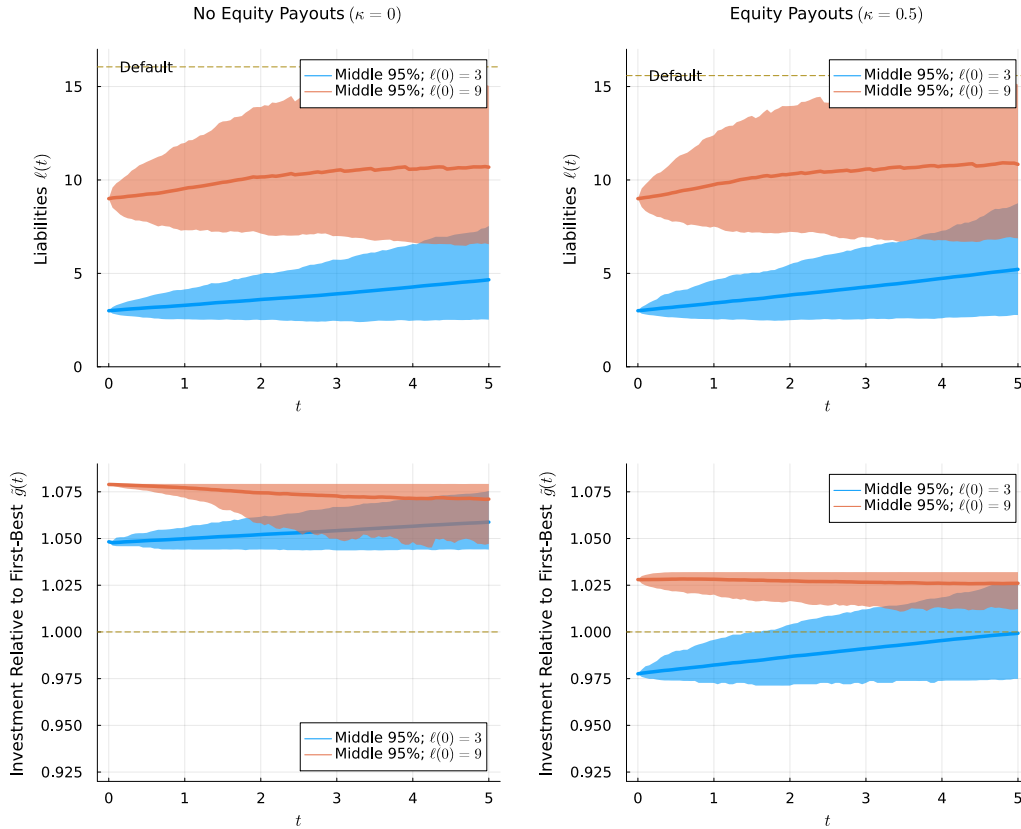 No Equity Payouts (κ = 0)
Default
Middle 95%; ℓ(0) = 3
Middle 95%; ℓ(0) = 9
Liabilities ℓ(t)
15
10
5
0
0 1 2 3 4 5
t
Equity Payouts (κ = 0.5)
Default
Middle 95%; ℓ(0) = 3
Middle 95%; ℓ(0) = 9
Liabilities ℓ(t)
15
10
5
0
0 1 2 3 4 5
t
Investment Relative to First-Best g̃(t)
1.075
1.050
1.025
1.000
0.975
0.950
0.925
Middle 95%; ℓ(0) = 3
Middle 95%; ℓ(0) = 9
0 1 2 3 4 5
t
Investment Relative to First-Best g̃(t)
Middle 95%; ℓ(0) = 3
Middle 95%; ℓ(0) = 9
1.075
1.050
1.025
1.000
0.975
0.950
0.925
0 1 2 3 4 5
t